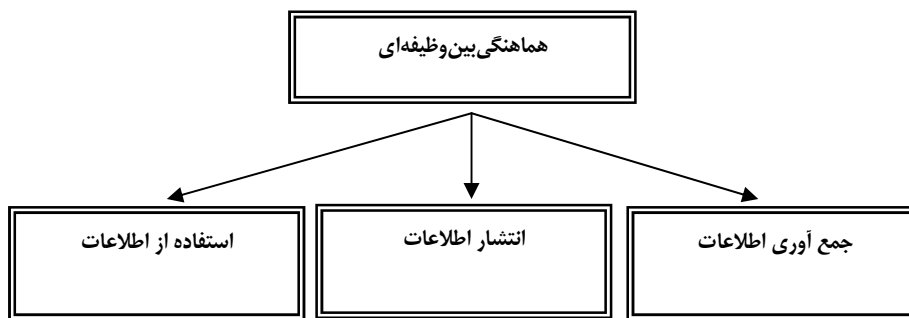 هماهنگی‌بین‌وظیفه‌ای
جمع آوری اطلاعات
انتشار اطلاعات
استفاده از اطلاعات